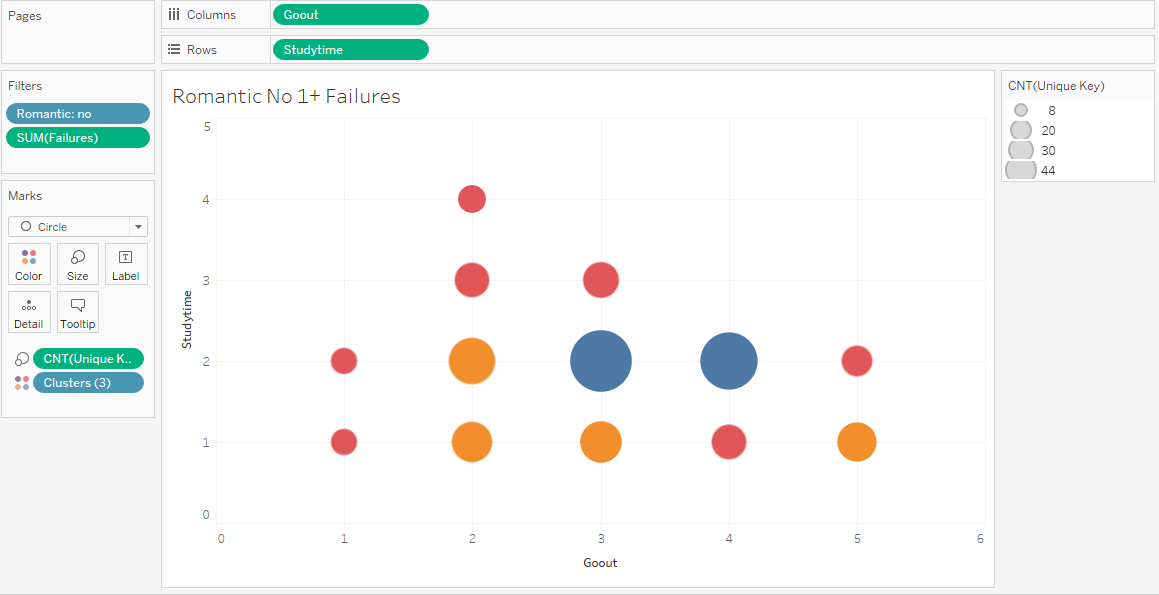 Pages
Columns
Goout
Rows
Studytime
Filters
Romantic: no
SUM(Failures)
Marks
Circle
Color
Size
Label
Detail
Tooltip
CNT(Unique K..
Clusters (3)
Romantic No 1+ Failures
Studytime
5
4
3
2
1
0
0 1 2 3 4 5 6
Goout
CNT(Unique Key)
8
20
30
44